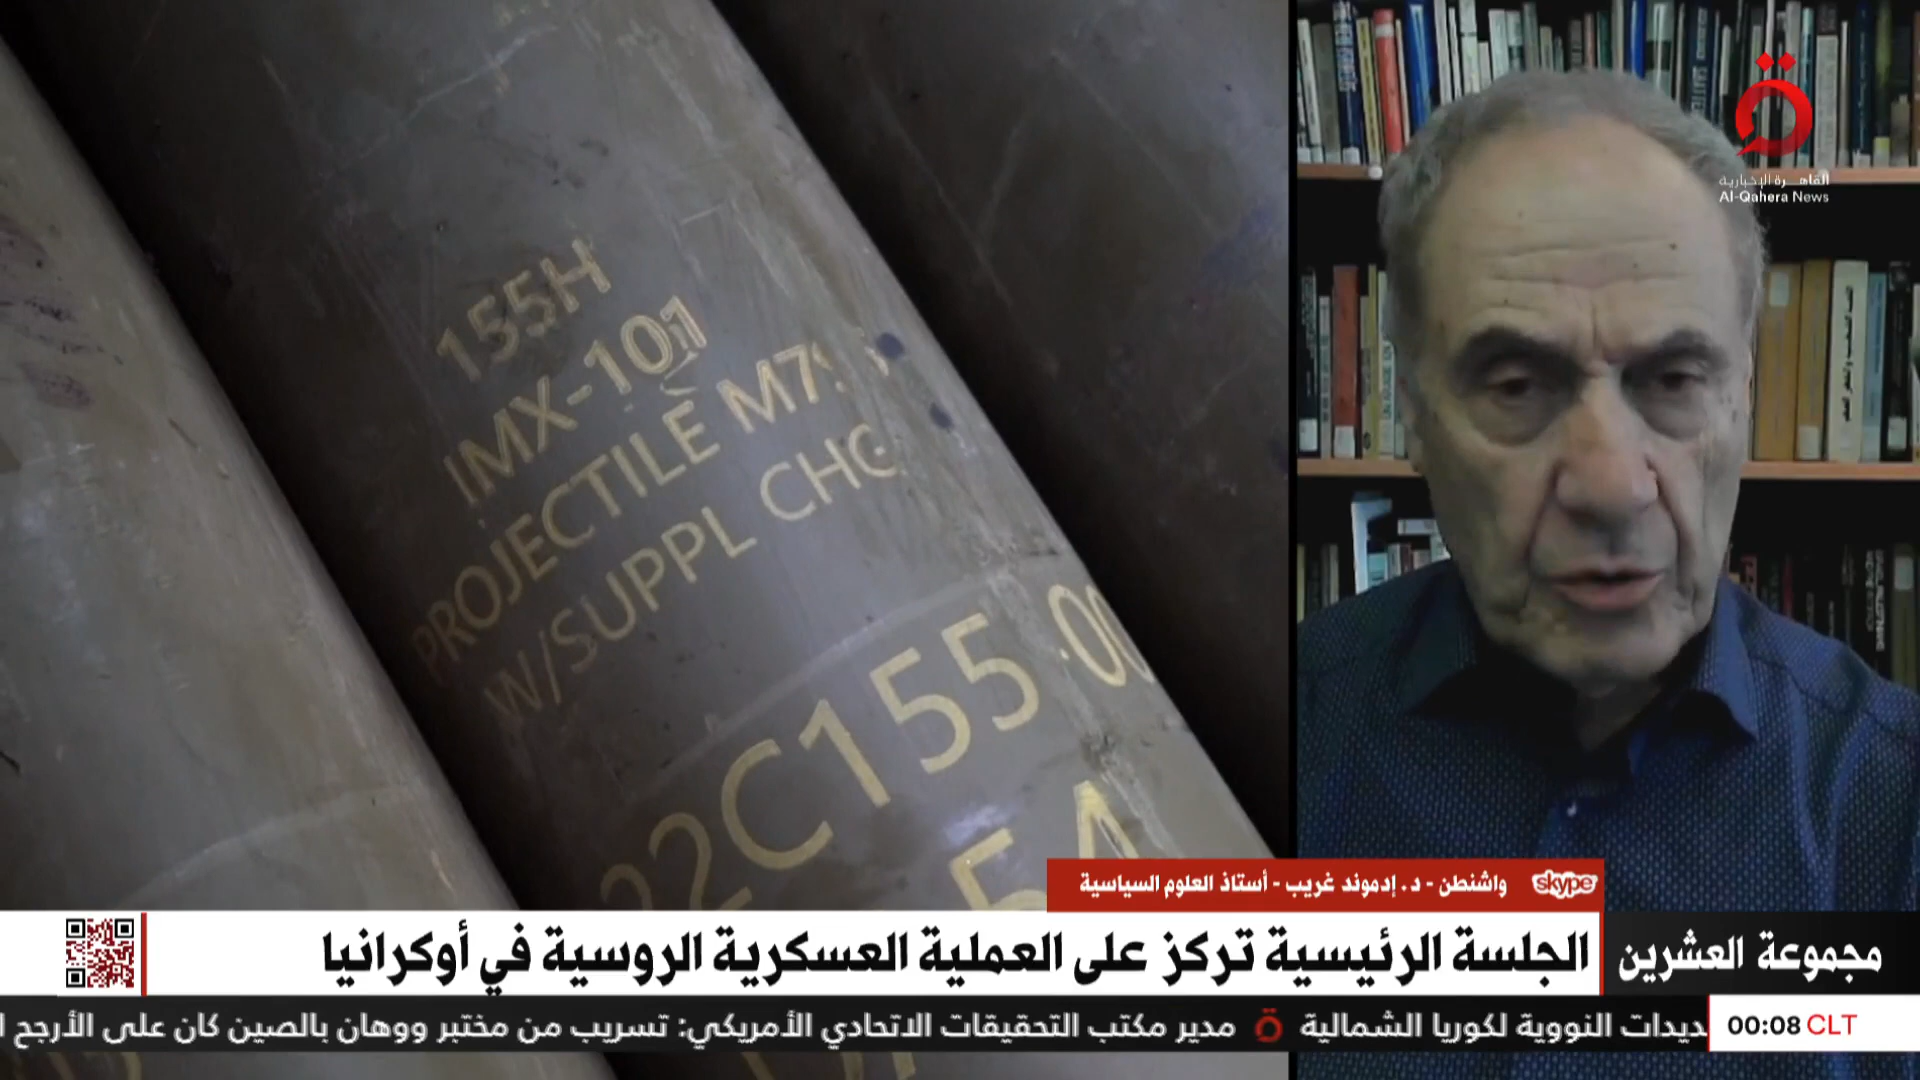 155H
IMX-101
PROJECTILE
W/SUPPL CHG
22C155
54
القاهرة الإخبارية
Al-Qahera News
skype واشنطن - د. إدموند غريب - أستاذ العلوم السياسية
مجموعة العشرين
الجلسة الرئيسية تركز على العملية العسكرية الروسية في أوكرانيا
النووية لكوريا الشمالية
مدير مكتب التحقيقات الاتحادي الأمريكي: تسريب من مختبر ووهان بالصين كان على الأرجح
00:08 CLT